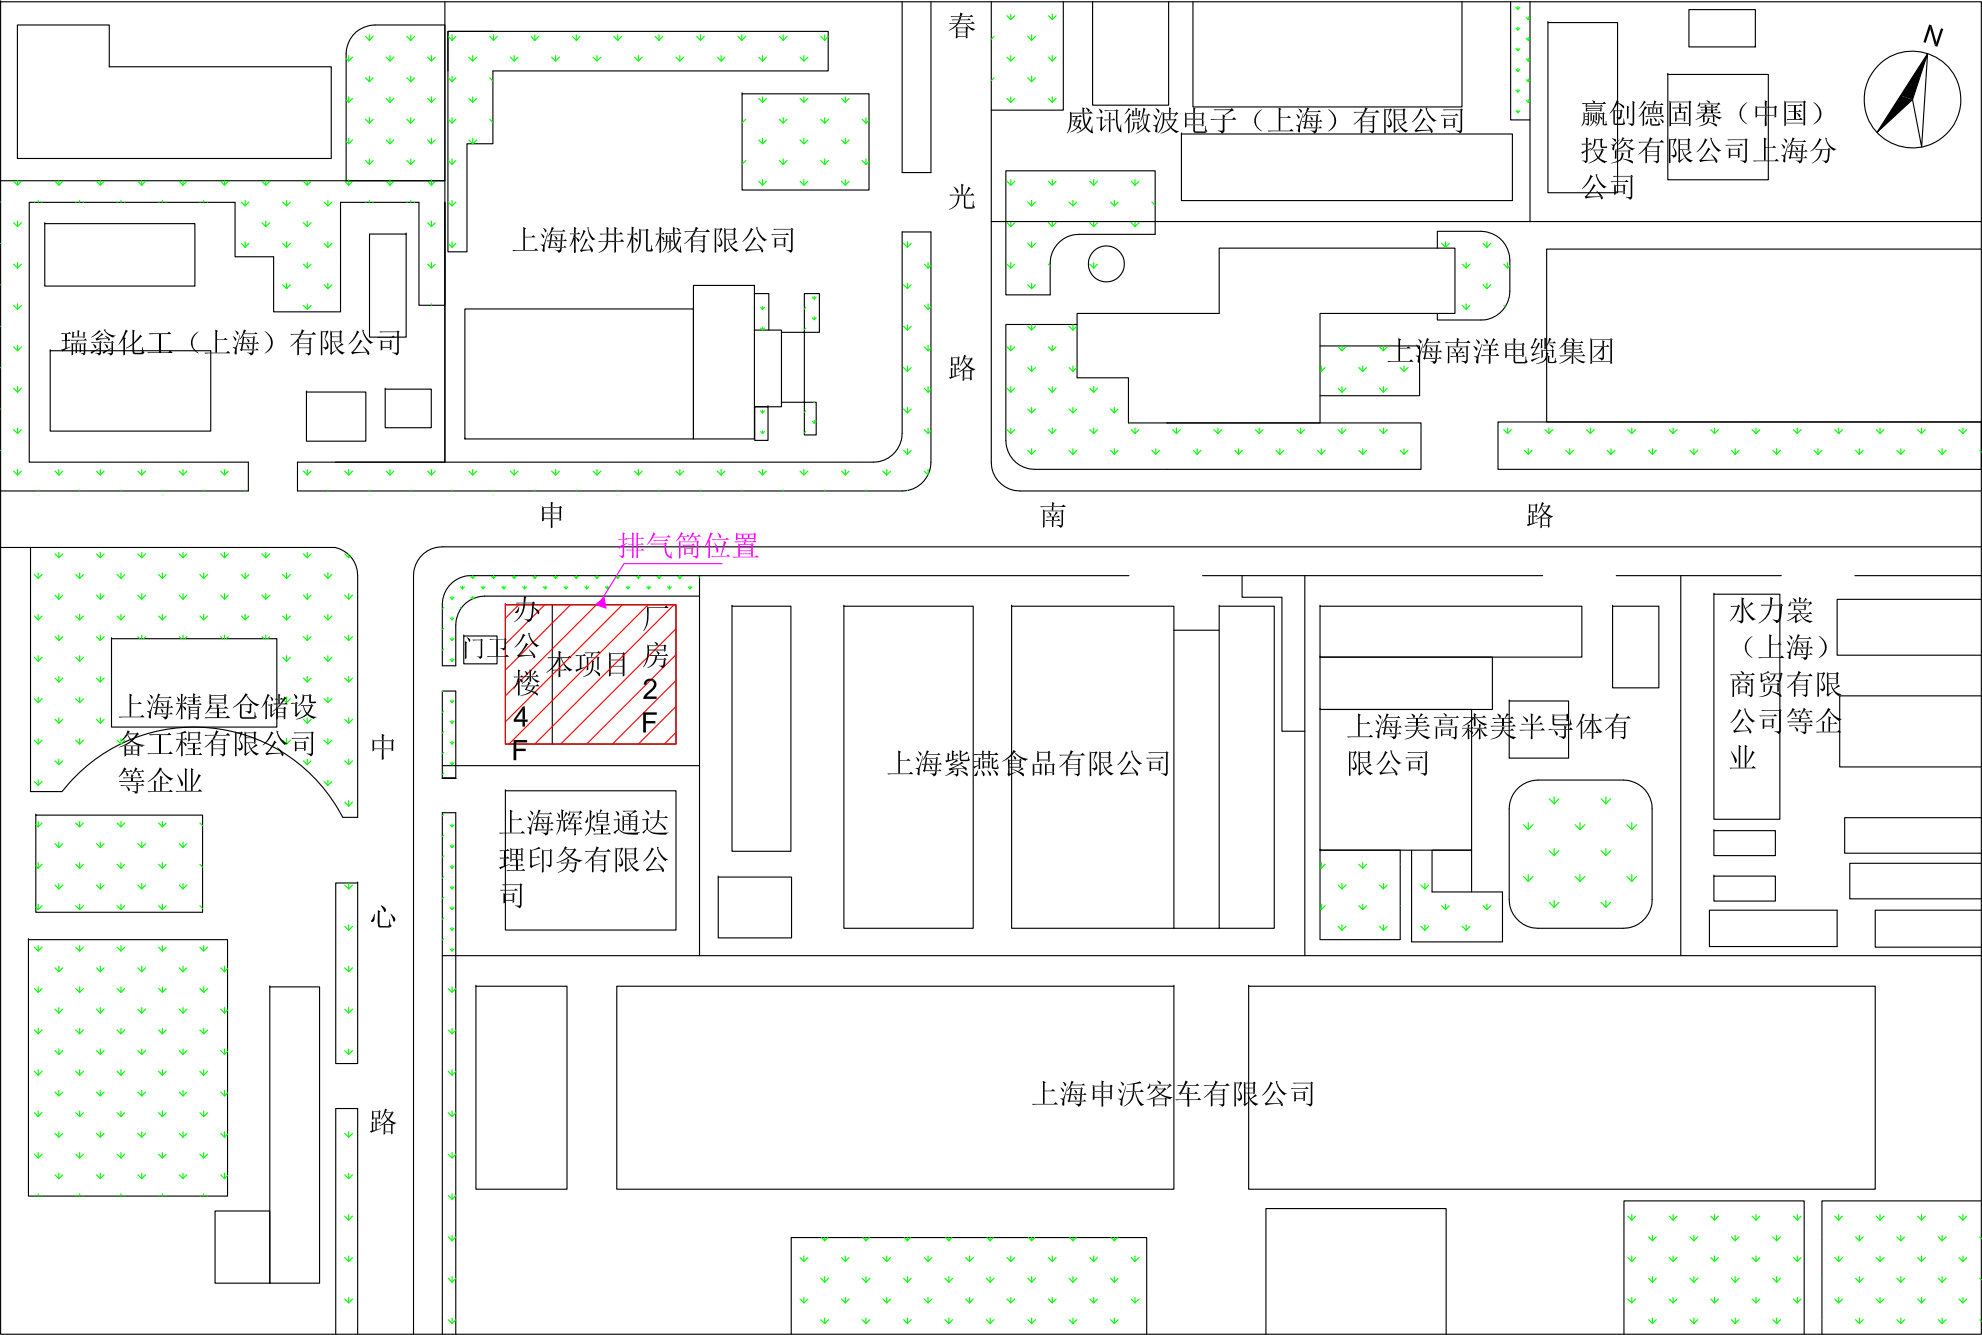 春
光
路
N
威讯微波电子（上海）有限公司
赢创德固赛（中国）
投资有限公司上海分
公司
上海松井机械有限公司
瑞翁化工（上海）有限公司
上海南洋电缆集团
申
南
路
排气筒位置
门卫
办
公
楼
4
F
本项目
厂
房
2
F
水力裳
（上海）
商贸有限
公司等企
业
上海精星仓储设
备工程有限公司
等企业
中
心
路
上海紫燕食品有限公司
上海美高森美半导体有
限公司
上海辉煌通达
理印务有限公
司
上海申沃客车有限公司